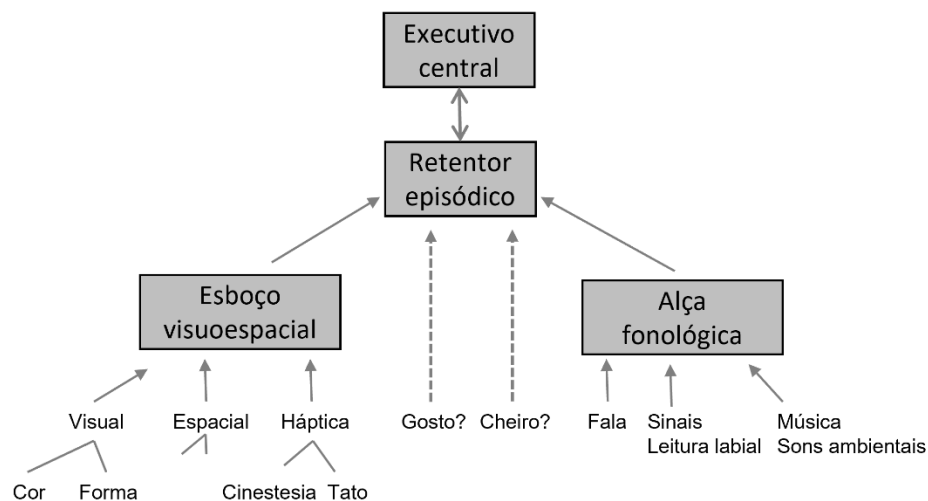 Executivo
central
Retentor
episódico
Esboço
visuoespacial
Alça
fonológica
Visual
Espacial
Háptica
Gosto?
Cheiro?
Fala
Sinais
Leitura labial
Música
Sons ambientais
Cor
Forma
Cinestesia
Tato